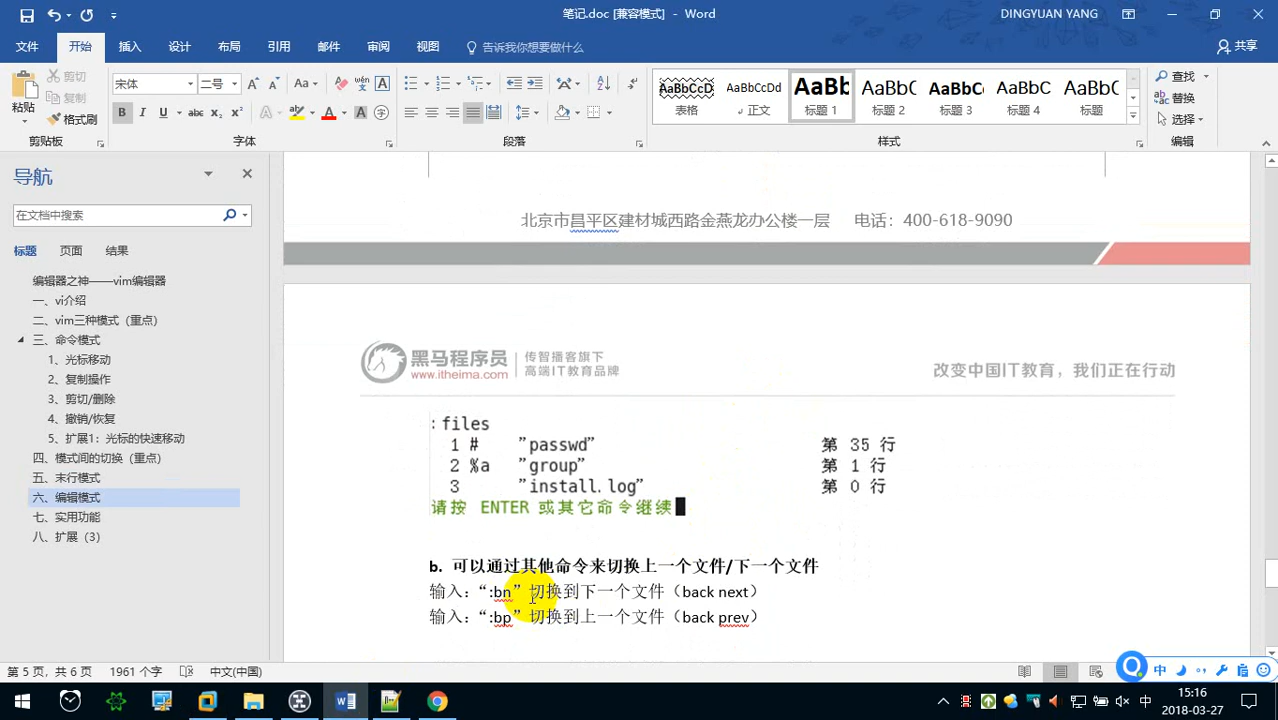 笔记.doc [兼容模式] - Word
DINGYUAN YANG
文件 开始 插入 设计 布局 引用 邮件 审阅 视图 告诉我你想要做什么 共享
粘贴 剪切 复制 格式刷
宋体 二号
AaBbCcD AaBbCcDd AaBb AaBbC AaBbC AaBbC AaBbC
表格 正文 标题 1 标题 2 标题 3 标题 4 标题
查找 替换 选择
剪贴板 字体 段落 样式 编辑
导航
在文档中搜索
标题 页面 结果
编辑器之神——vim编辑器
一、vi介绍
二、vim三种模式（重点）
三、命令模式
1、光标移动
2、复制操作
3、剪切/删除
4、撤销/恢复
5、扩展1：光标的快速移动
四、模式间的切换（重点）
五、末行模式
六、编辑模式
七、实用功能
八、扩展（3）
北京市昌平区建材城西路金燕龙办公楼一层 电话：400-618-9090
黑马程序员
www.itheima.com
传智播客旗下
高端IT教育品牌
改变中国IT教育，我们正在行动
:files
1 # "passwd" 第 35 行
2 %a "group" 第 1 行
3 "install.log" 第 0 行
请按 ENTER 或其它命令继续
b. 可以通过其他命令来切换上一个文件/下一个文件
输入：“:bn”切换到下一个文件（back next）
输入：“:bp”切换到上一个文件（back prev）
第 5 页，共 6 页 1961 个字 中文(中国)
中
中
15:16
2018-03-27